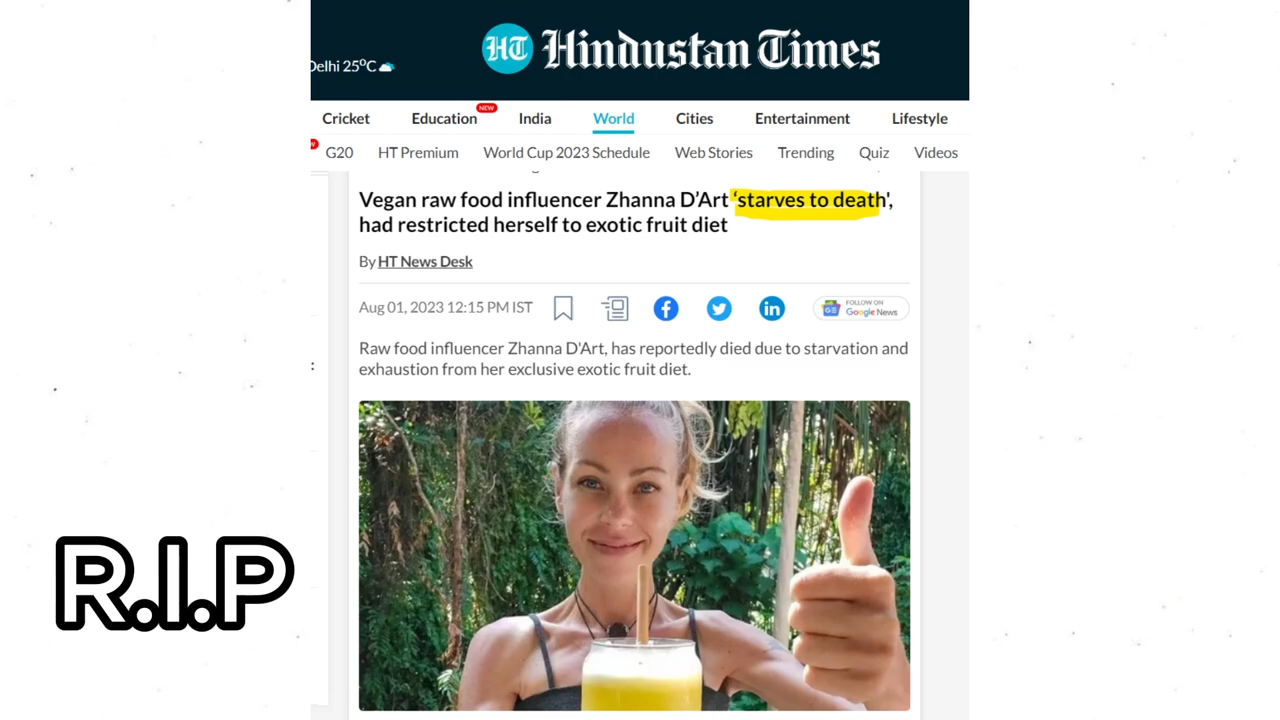 HT Hindustan Times
Delhi 25°C
Cricket Education NEW India World Cities Entertainment Lifestyle
G20 HT Premium World Cup 2023 Schedule Web Stories Trending Quiz Videos
Vegan raw food influencer Zhanna D’Art ‘starves to death',
had restricted herself to exotic fruit diet
By HT News Desk
Aug 01, 2023 12:15 PM IST
FOLLOW ON
Google News
Raw food influencer Zhanna D'Art, has reportedly died due to starvation and
exhaustion from her exclusive exotic fruit diet.
R.I.P